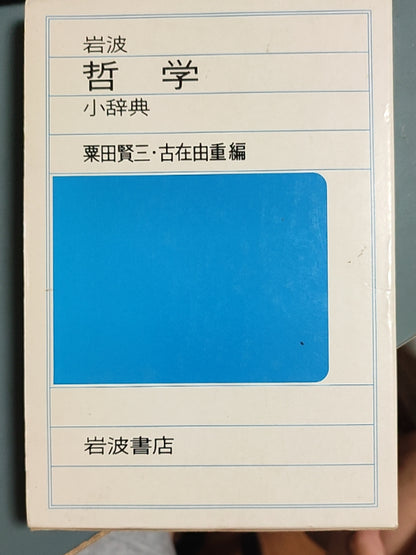 岩波
哲学
小辞典
粟田賢三・古在由重編
岩波書店